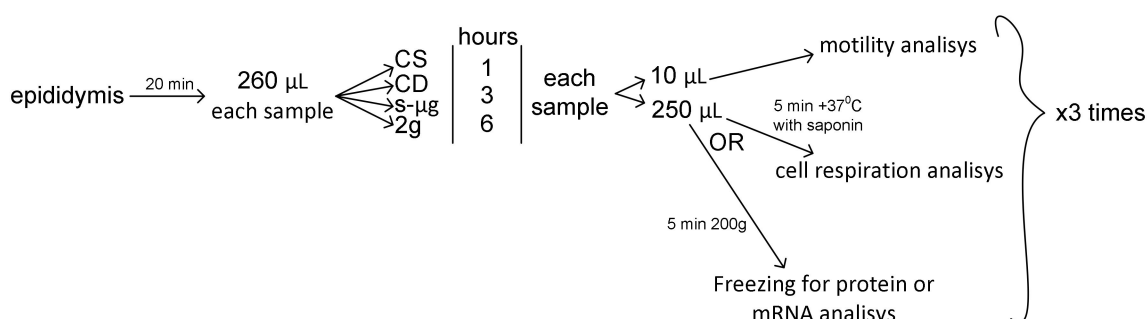 epididymis
20 min
260 µL
each sample
CS
CD
s-µg
2g
hours
1
3
6
each
sample
10 µL
250 µL
OR
motility analisys
5 min +37⁰C
with saponin
cell respiration analisys
5 min 200g
Freezing for protein or
mRNA analisys
x3 times